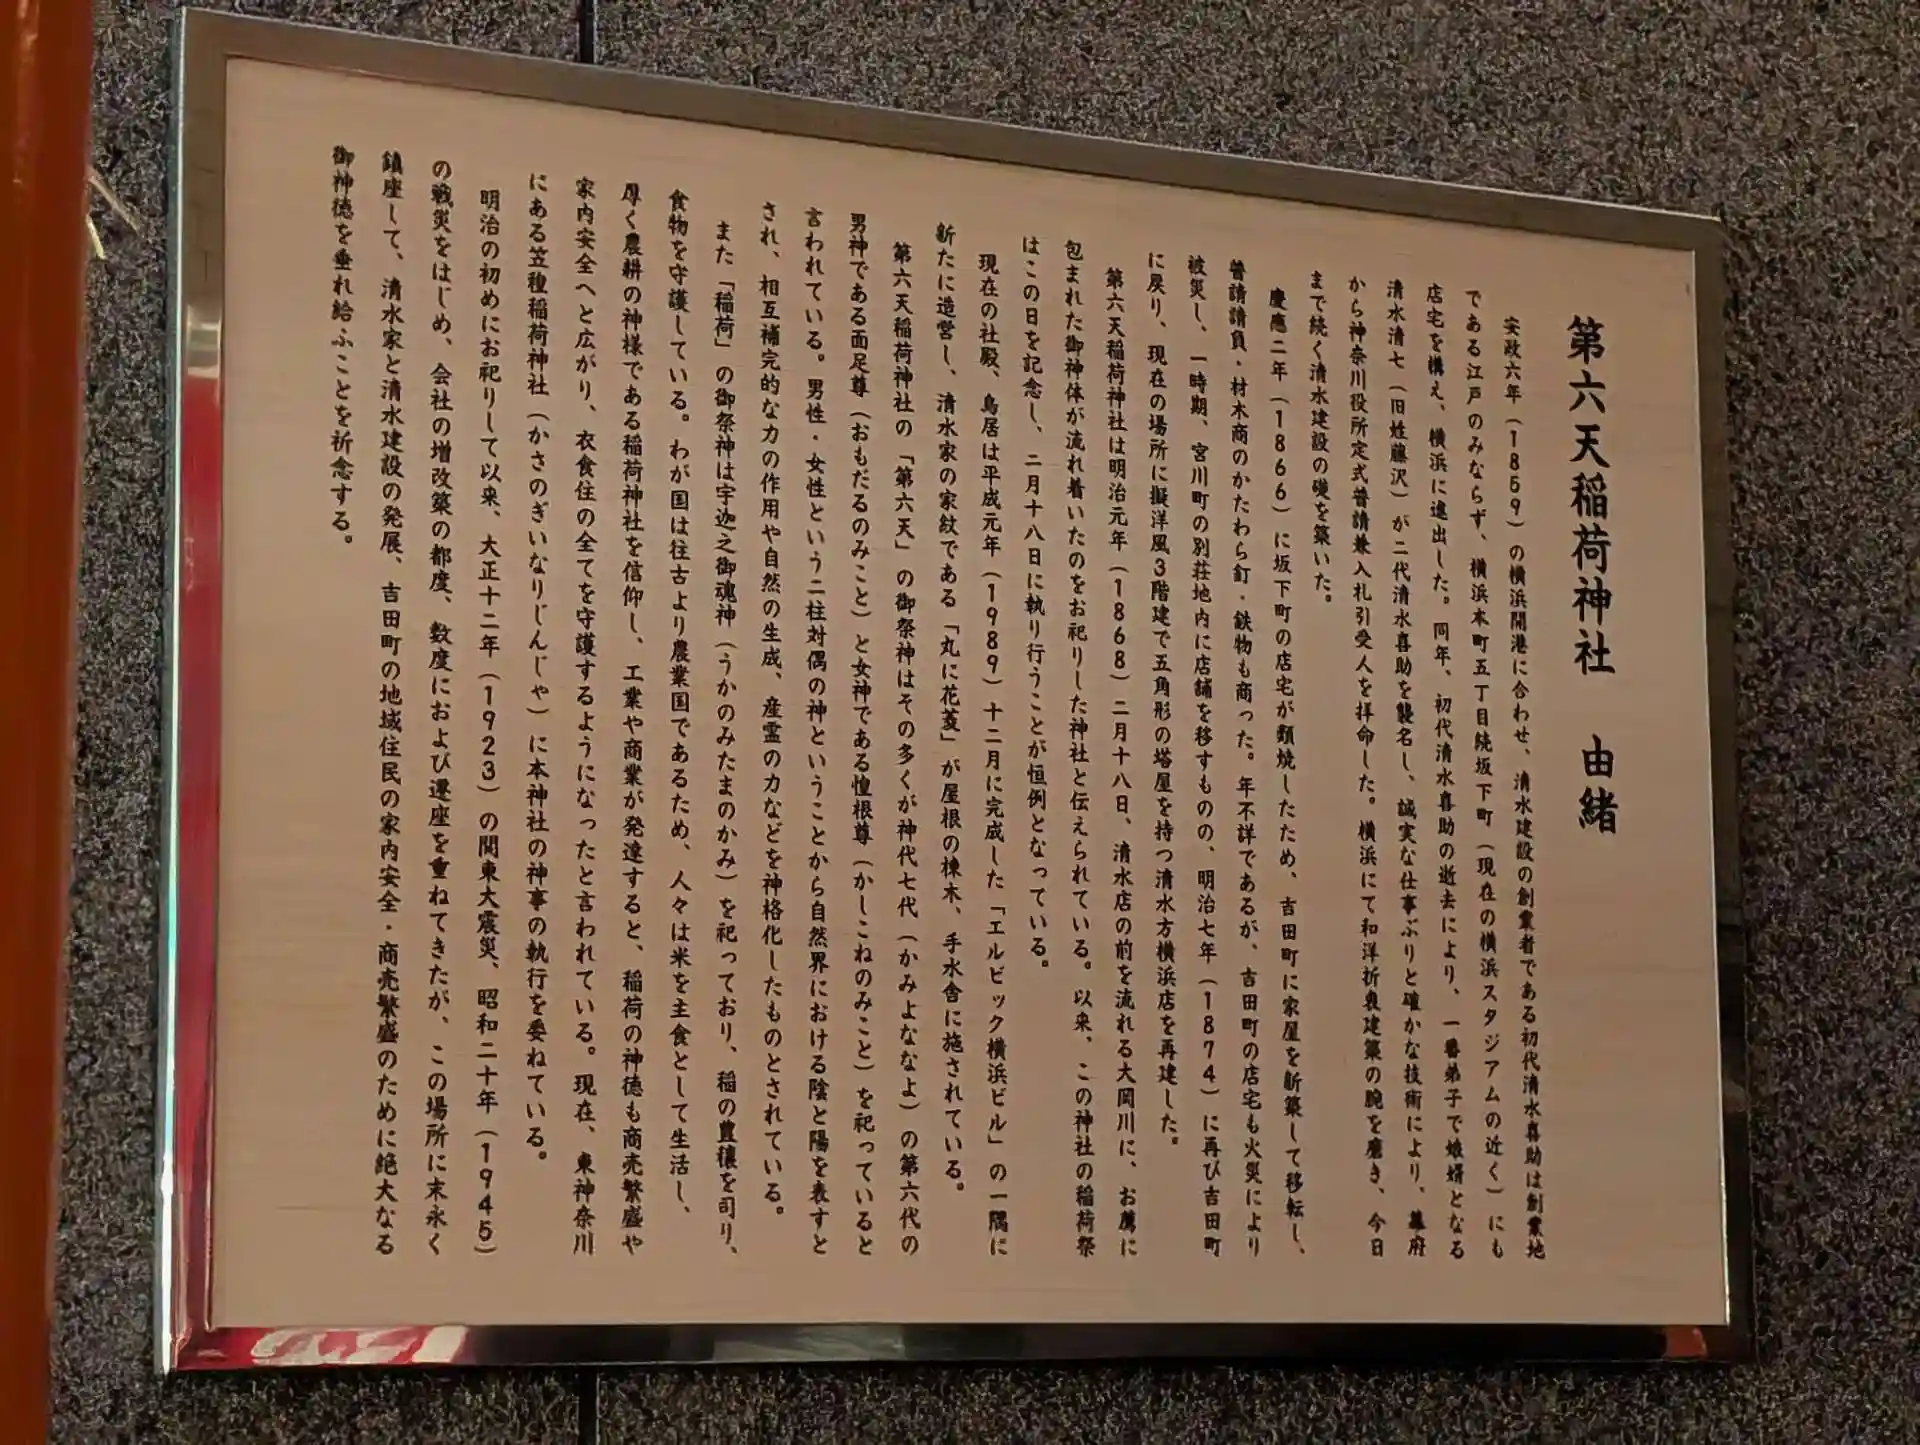 第六天稲荷神社　由緒
安政六年（1859）の横浜開港に合わせ、清水建設の創業者である初代清水喜助は創業地
である江戸のみならず、横浜本町五丁目続坂下町（現在の横浜スタジアムの近く）にも
店宅を構え、横浜に進出した。同年、初代清水喜助の逝去により、一番弟子で娘婿となる
清水清七（旧姓藤沢）が二代清水喜助を襲名し、誠実な仕事ぶりと確かな技術により、幕府
から神奈川役所定式普請兼入札引受人を拝命した。横浜にて和洋折衷建築の腕を磨き、今日
まで続く清水建設の礎を築いた。
慶應二年（1866）に坂下町の店宅が類焼したため、吉田町に家屋を新築して移転し、
普請請負・材木商のかたわら釘・鉄物も商った。年不詳であるが、吉田町の店宅も火災により
被災し、一時期、宮川町の別荘地内に店舗を移すものの、明治七年（1874）に再び吉田町
に戻り、現在の場所に擬洋風3階建で五角形の塔屋を持つ清水方横浜店を再建した。
第六天稲荷神社は明治元年（1868）二月十八日、清水店の前を流れる大岡川に、お薦に
包まれた御神体が流れ着いたのをお祀りした神社と伝えられている。以来、この神社の稲荷祭
はこの日を記念し、二月十八日に執り行うことが恒例となっている。
現在の社殿、鳥居は平成元年（1989）十二月に完成した「エルビック横浜ビル」の一隅に
新たに造営し、清水家の家紋である「丸に花菱」が屋根の棟木、手水舎に施されている。
第六天稲荷神社の「第六天」の御祭神はその多くが神代七代（かみよななよ）の第六代の
男神である面足尊（おもだるのみこと）と女神である惶根尊（かしこねのみこと）を祀っていると
言われている。男性・女性という二柱対偶の神ということから自然界における陰と陽を表すと
され、相互補完的な力の作用や自然の生成、産霊の力などを神格化したものとされている。
また「稲荷」の御祭神は宇迦之御魂神（うかのみたまのかみ）を祀っており、稲の豊穣を司り、
食物を守護している。わが国は往古より農業国であるため、人々は米を主食として生活し、
厚く農耕の神様である稲荷神社を信仰し、工業や商業が発達すると、稲荷の神徳も商売繁盛や
家内安全へと広がり、衣食住の全てを守護するようになったと言われている。現在、東神奈川
にある笠䅣稲荷神社（かさのぎいなりじんじゃ）に本神社の神事の執行を委ねている。
明治の初めにお祀りして以来、大正十二年（1923）の関東大震災、昭和二十年（1945）
の戦災をはじめ、会社の増改築の都度、数度におよび遷座を重ねてきたが、この場所に末永く
鎮座して、清水家と清水建設の発展、吉田町の地域住民の家内安全・商売繁盛のために絶大なる
御神徳を垂れ給ふことを祈念する。